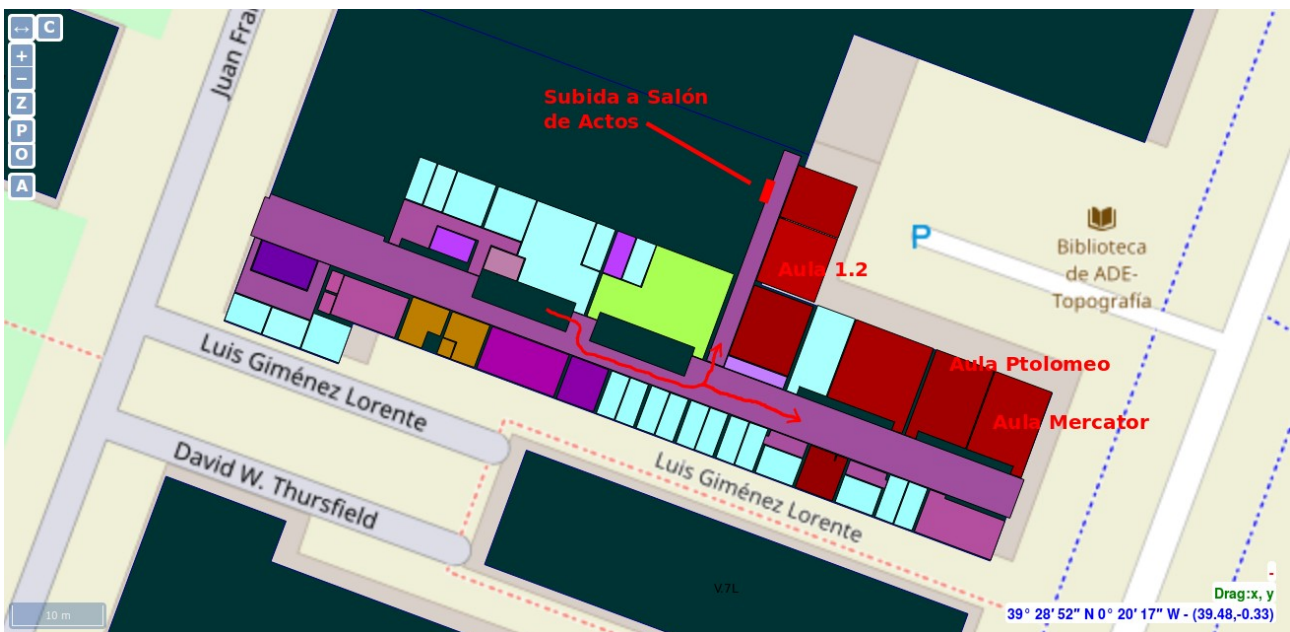 ↔ C
+
−
Z
P
O
A
Juan Fra
Subida a Salón
de Actos
P
Biblioteca
de ADE-
Topografía
Aula 1.2
Aula Ptolomeo
Aula Mercator
Luis Giménez Lorente
David W. Thursfield
Luis Giménez Lorente
V.7L
10 m
-
Drag:x, y
39° 28′ 52″ N 0° 20′ 17″ W - (39.48,-0.33)